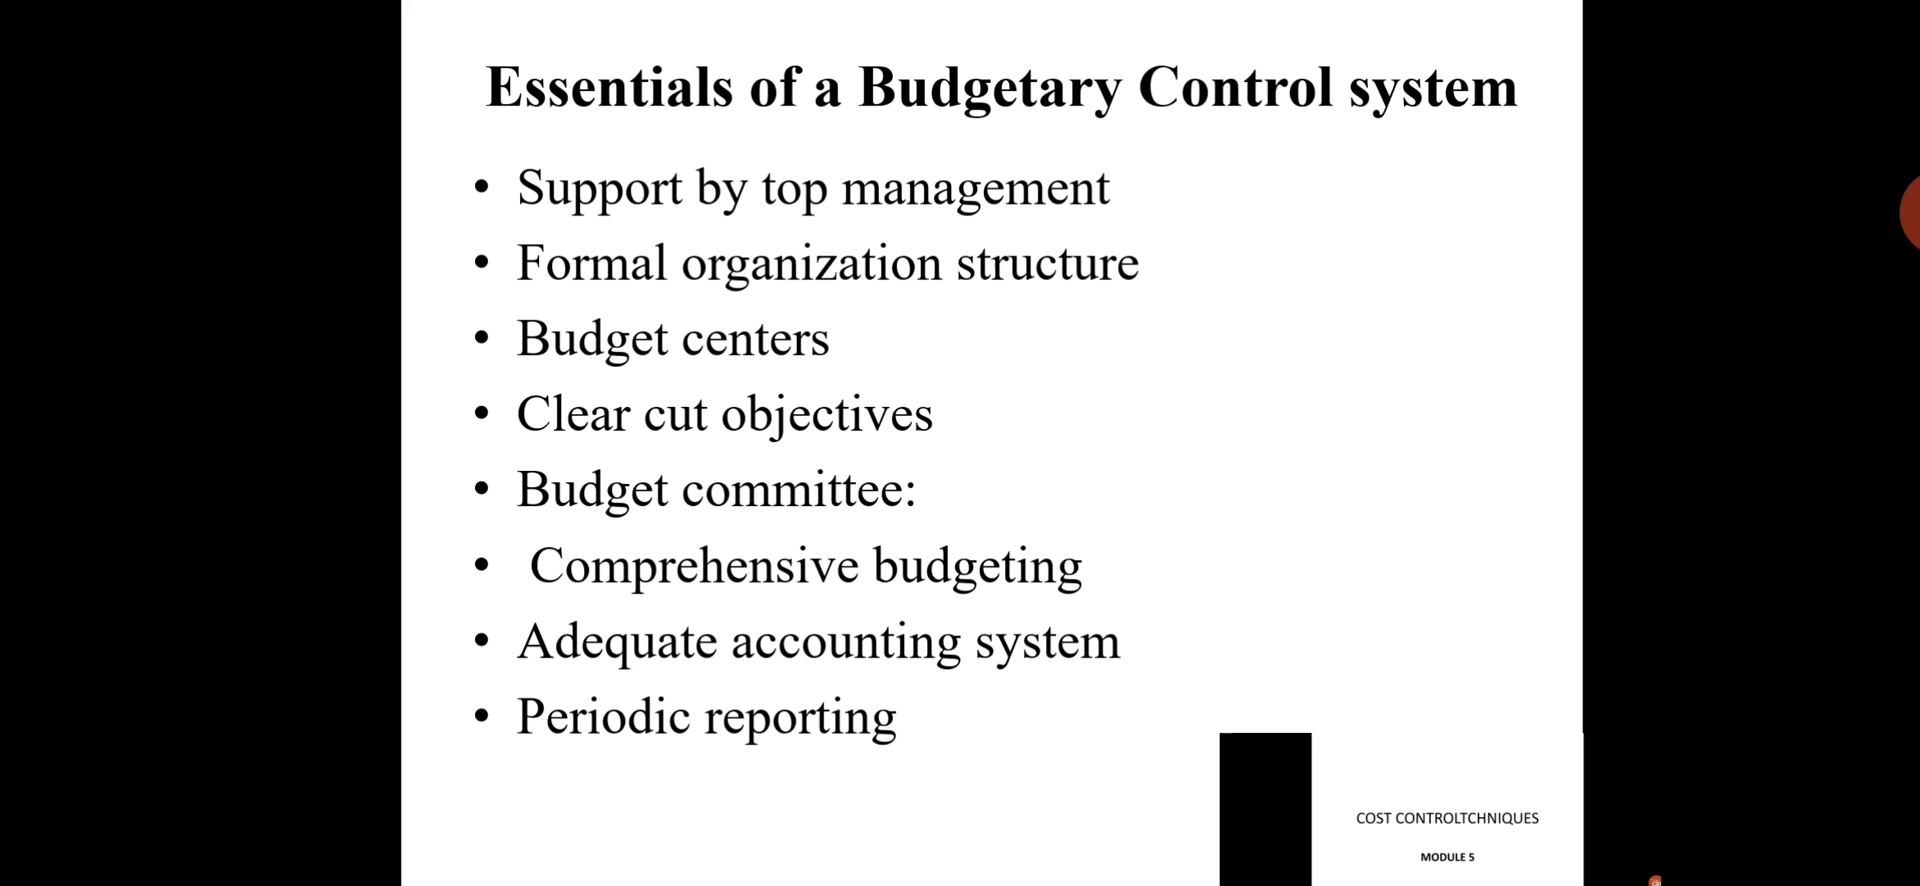 Essentials of a Budgetary Control system
• Support by top management
• Formal organization structure
• Budget centers
• Clear cut objectives
• Budget committee:
• Comprehensive budgeting
• Adequate accounting system
• Periodic reporting
COST CONTROLTCHNIQUES
MODULE 5